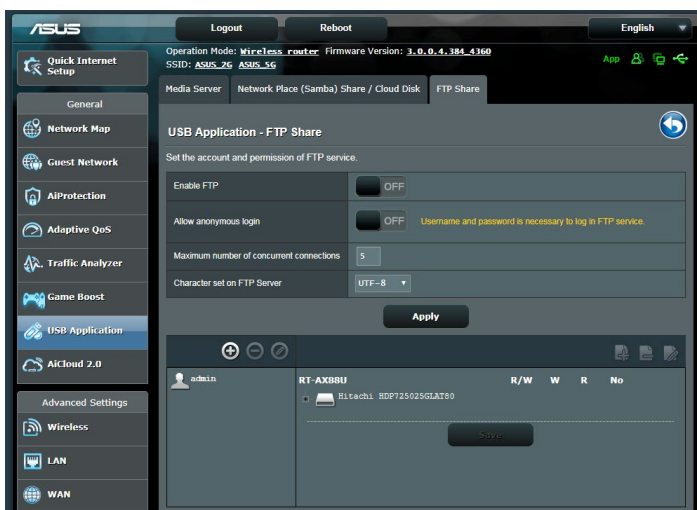 ASUS
Logout
Reboot
English
Operation Mode: Wireless router Firmware Version: 3.0.0.4.384_4360
SSID: ASUS_2G ASUS_5G
App
Quick Internet
Setup
General
Network Map
Guest Network
AiProtection
Adaptive QoS
Traffic Analyzer
Game Boost
USB Application
AiCloud 2.0
Advanced Settings
Wireless
LAN
WAN
Media Server
Network Place (Samba) Share / Cloud Disk
FTP Share
USB Application - FTP Share
Set the account and permission of FTP service.
Enable FTP
OFF
Allow anonymous login
OFF
Username and password is necessary to log in FTP service.
Maximum number of concurrent connections
5
Character set on FTP Server
UTF-8
Apply
admin
RT-AX88U
R/W
W
R
No
Hitachi HDP725025GLAT80
Save